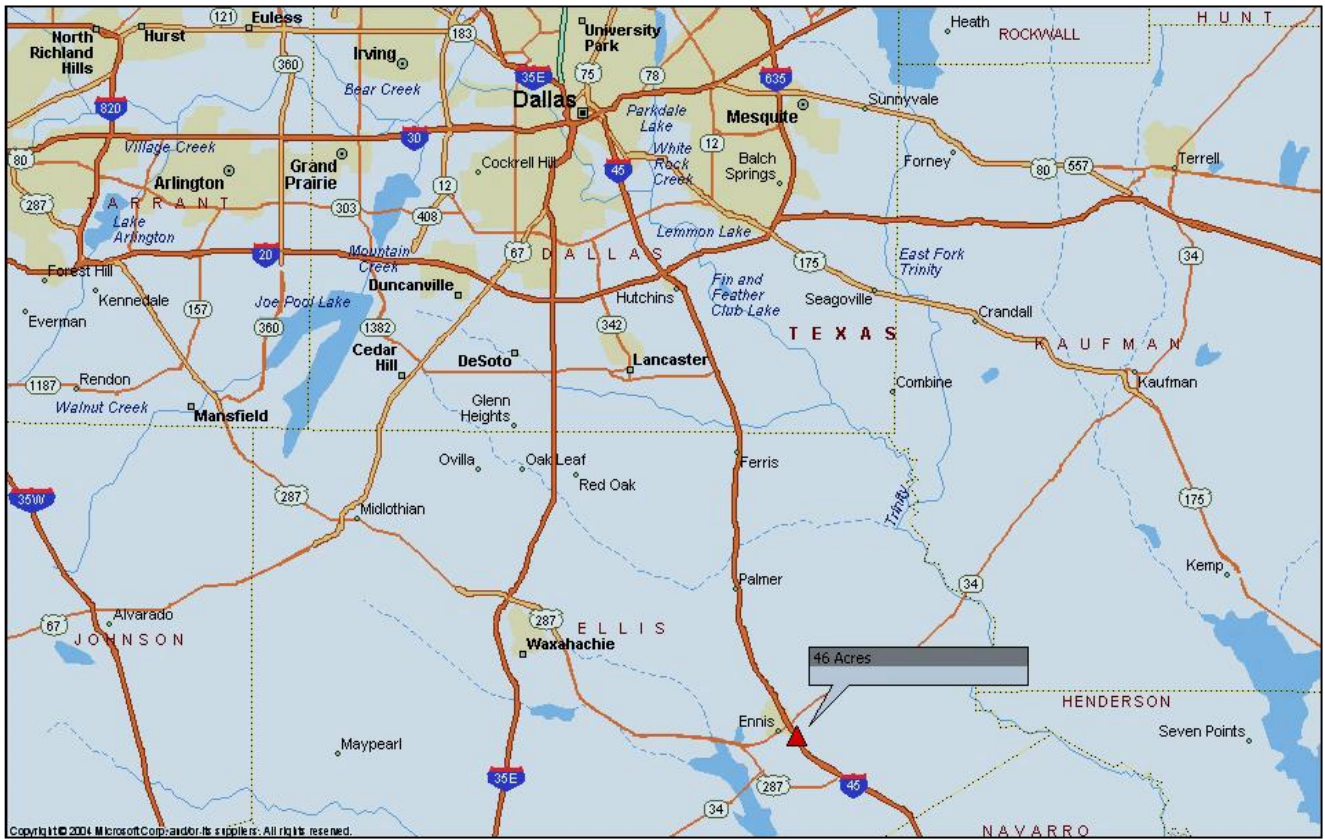 121
Euless
HUNT
North
Richland
Hills
Hurst
183
University
Park
Heath
ROCKWALL
360
Irving
35E
75
78
635
Bear Creek
820
Dallas
Parkdale
Lake
Mesquite
Sunnyvale
30
Village Creek
80
Arlington
Grand
Prairie
Cockrell Hill
45
White
Rock
Creek
12
Balch
Springs
Forney
80
557
Terrell
12
287
TARRANT
303
408
Lake
Arlington
Mountain
Creek
67
DALLAS
Lemmon Lake
20
175
East Fork
Trinity
34
Forest Hill
Kennedale
Joe Pool Lake
Duncanville
Hutchins
Fin and
Feather
Club Lake
Seagoville
Everman
157
360
1382
342
TEXAS
Crandall
KAUFMAN
Cedar
Hill
DeSoto
Lancaster
1187
Rendon
Combine
Kaufman
Walnut Creek
Mansfield
Glenn
Heights
Ovilla
Oak Leaf
Red Oak
Ferris
35W
287
Midlothian
Trinity
175
Palmer
34
Kemp
Alvarado
67
JOHNSON
287
ELLIS
Waxahachie
46 Acres
HENDERSON
Ennis
Seven Points
Maypearl
35E
287
45
34
NAVARRO
Copyright © 2004 Microsoft Corp. and/or its suppliers. All rights reserved.